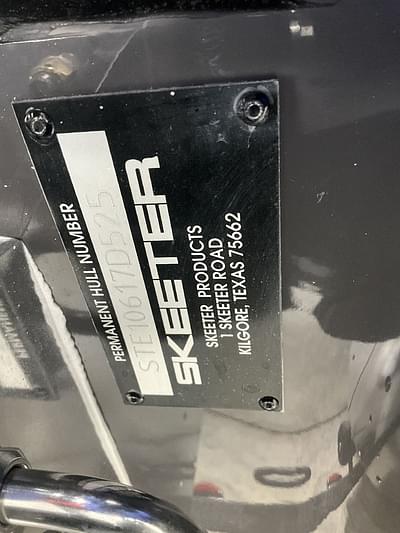 PERMANENT HULL NUMBER
STE10617D525
SKEETER
SKEETER PRODUCTS
1 SKEETER ROAD
KILGORE, TEXAS 75662